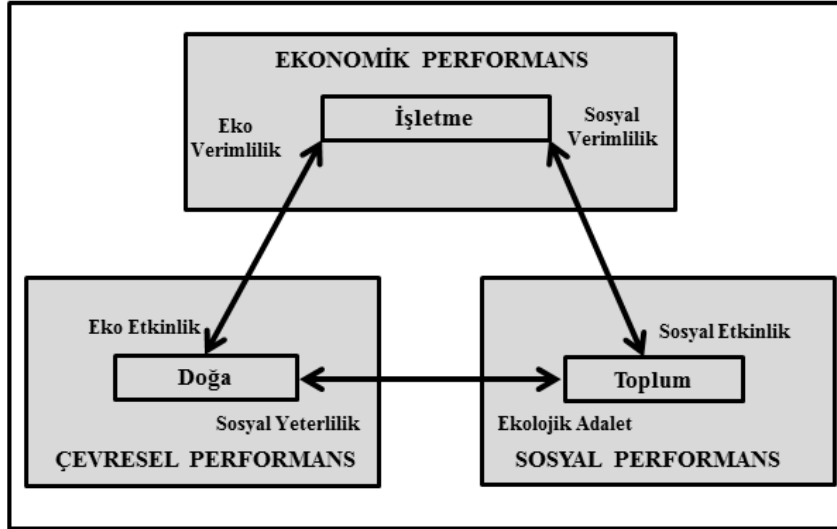 EKONOMİK PERFORMANS
İşletme
Eko
Verimlilik
Sosyal
Verimlilik
Eko Etkinlik
Doğa
Sosyal Yeterlilik
ÇEVRESEL PERFORMANS
Sosyal Etkinlik
Toplum
Ekolojik Adalet
SOSYAL PERFORMANS